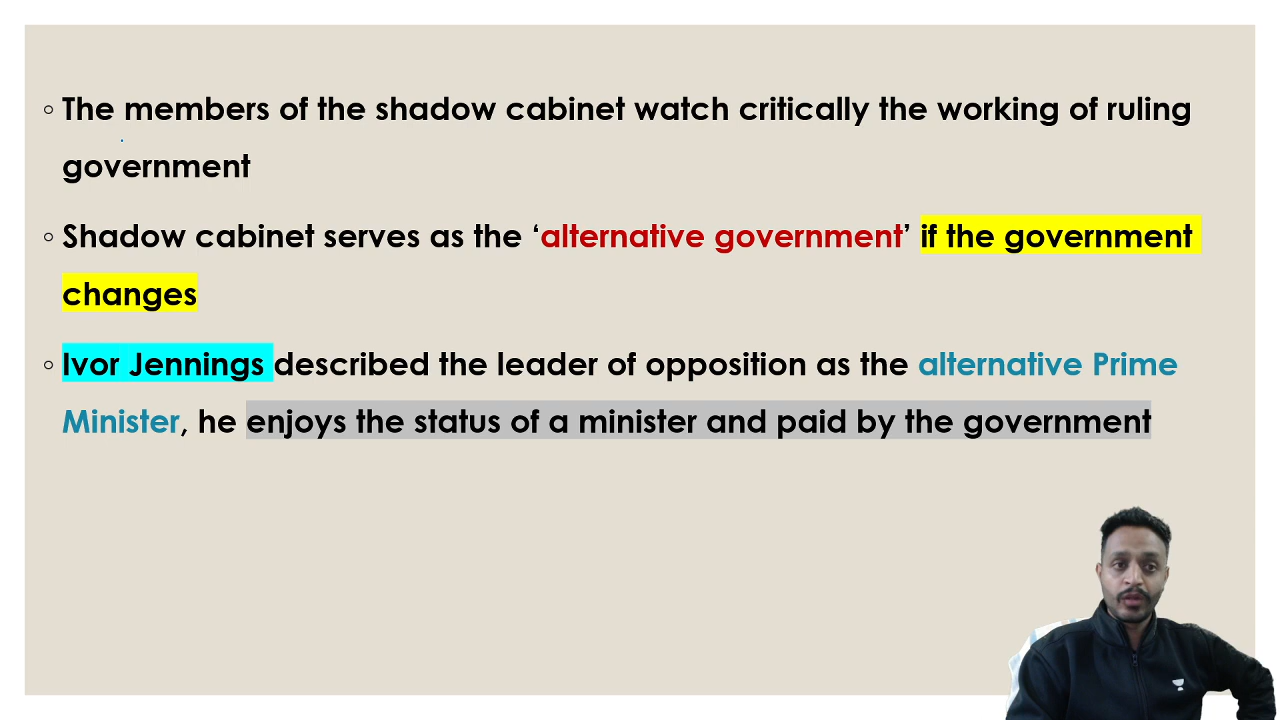 ◦ The members of the shadow cabinet watch critically the working of ruling
government
◦ Shadow cabinet serves as the ‘alternative government’ if the government
changes
◦ Ivor Jennings described the leader of opposition as the alternative Prime
Minister, he enjoys the status of a minister and paid by the government